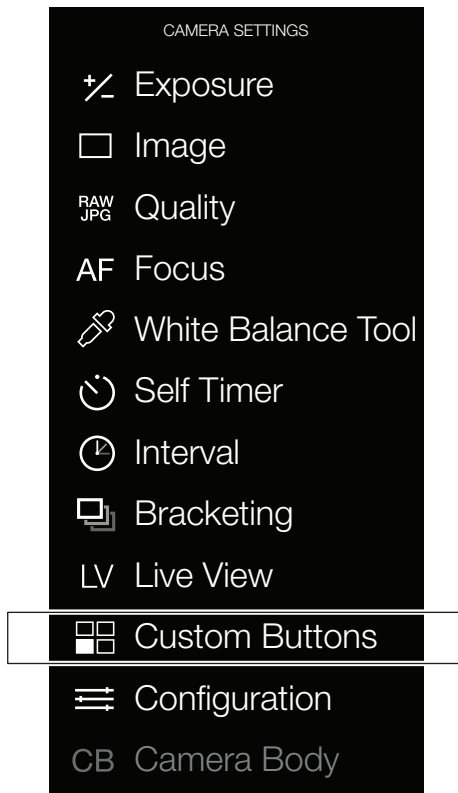 CAMERA SETTINGS
Exposure
Image
RAW
JPG Quality
AF Focus
White Balance Tool
Self Timer
Interval
Bracketing
LV Live View
Custom Buttons
Configuration
CB Camera Body